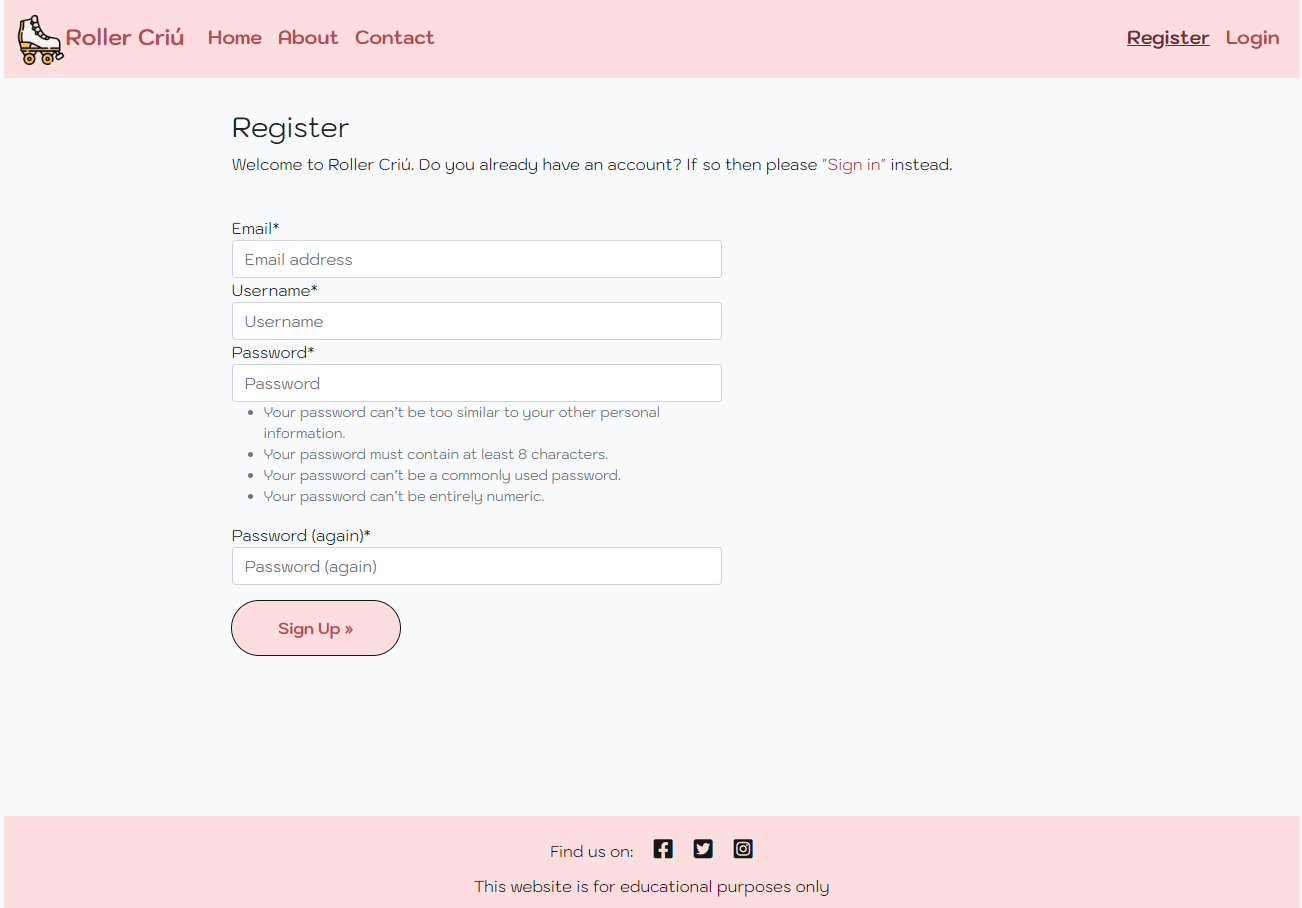 Roller Criú Home About Contact Register Login
Register
Welcome to Roller Criú. Do you already have an account? If so then please "Sign in" instead.
Email*
Email address
Username*
Username
Password*
Password
• Your password can't be too similar to your other personal
information.
• Your password must contain at least 8 characters.
• Your password can't be a commonly used password.
• Your password can't be entirely numeric.
Password (again)*
Password (again)
Sign Up »
Find us on:
This website is for educational purposes only